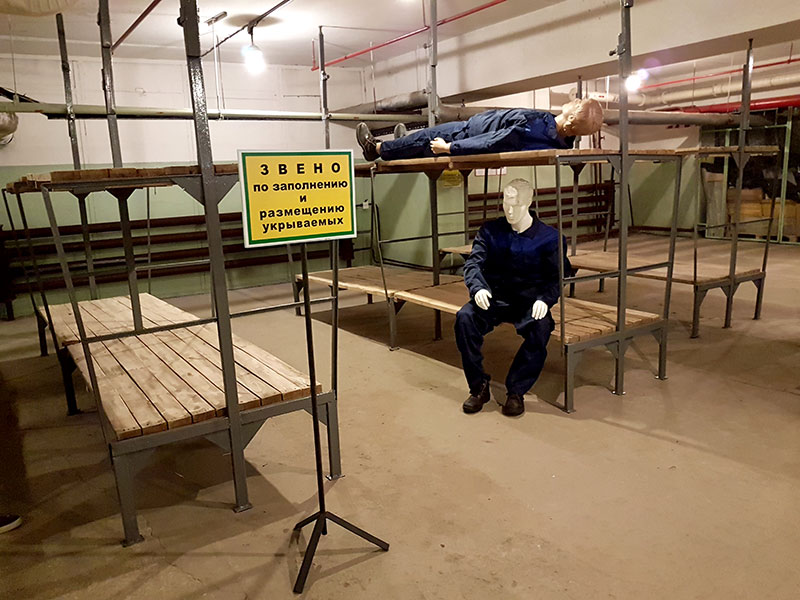 ЗВЕНО
по заполнению
и
размещению
укрываемых